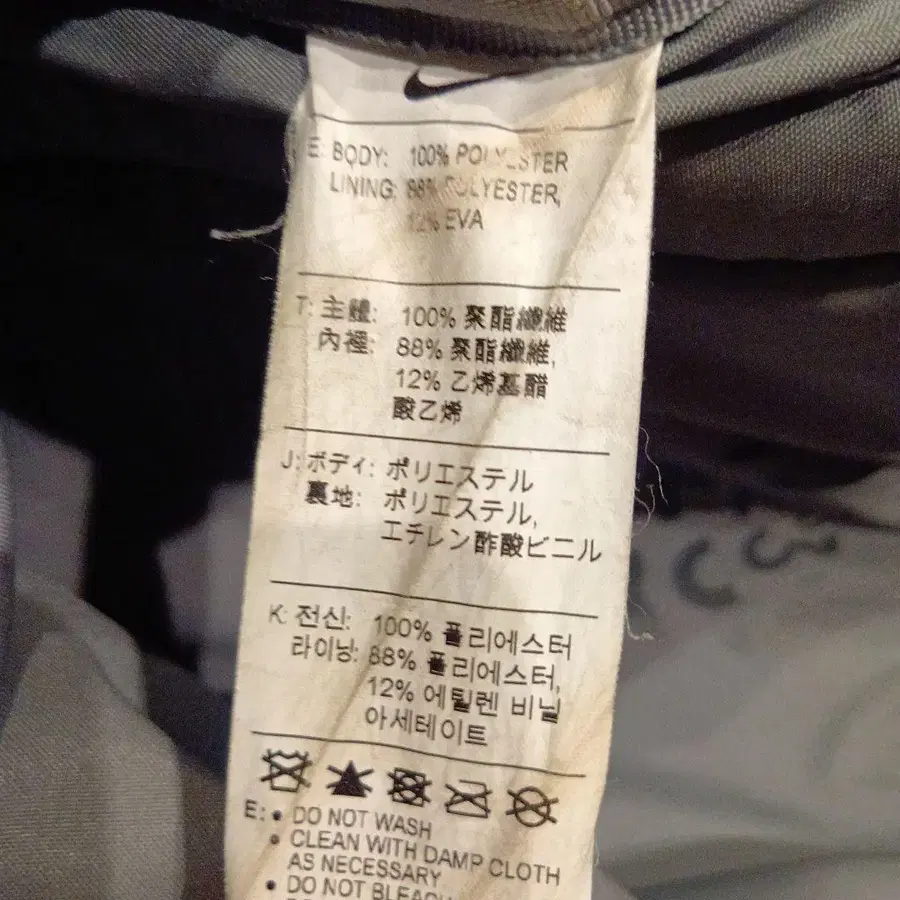 E: BODY: 100% POLYESTER
LINING: 88% POLYESTER,
12% EVA
T: 主體: 100% 聚酯纖維
內裡: 88% 聚酯纖維,
12% 乙烯基醋
酸乙烯
J: ボディ: ポリエステル
裏地: ポリエステル,
エチレン酢酸ビニル
K: 전신: 100% 폴리에스터
라이닝: 88% 폴리에스터,
12% 에틸렌 비닐
아세테이트
E: • DO NOT WASH
• CLEAN WITH DAMP CLOTH
AS NECESSARY
• DO NOT BLEACH